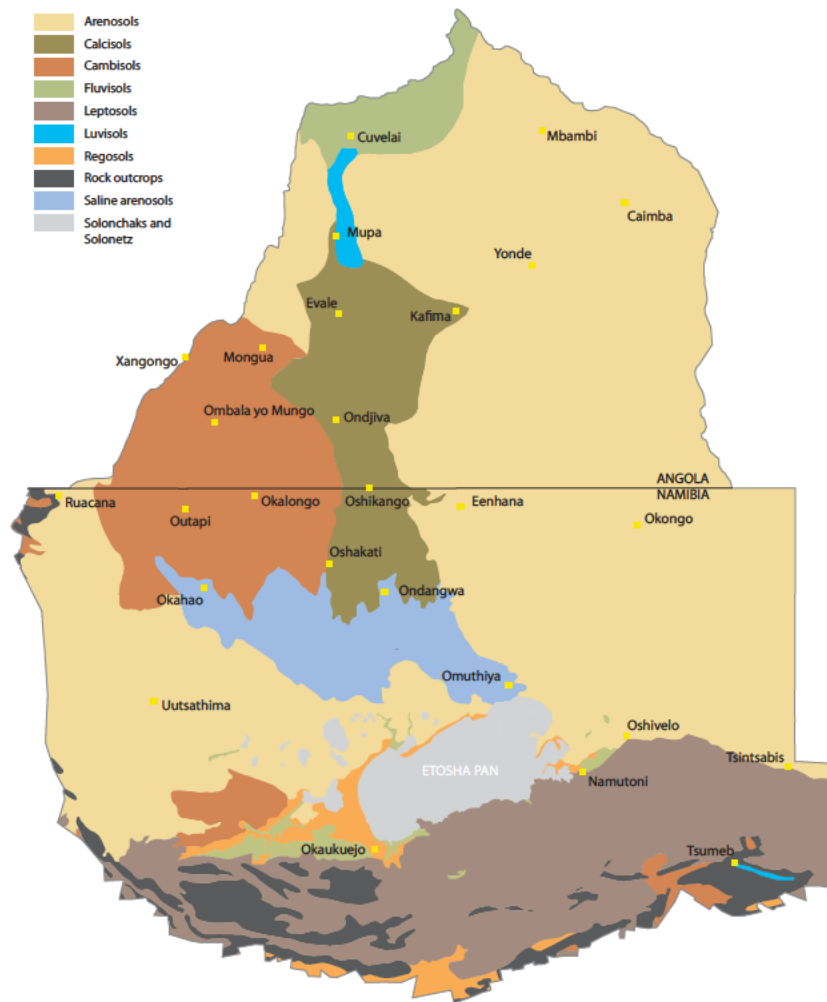 Arenosols
Calcisols
Cambisols
Fluvisols
Leptosols
Luvisols
Regosols
Rock outcrops
Saline arenosols
Solonchaks and
Solonetz
Cuvelai
Mbambi
Caimba
Mupa
Yonde
Evale
Kafima
Xangongo
Mongua
Ombala yo Mungo
Ondjiva
ANGOLA
NAMIBIA
Ruacana
Okalongo
Oshikango
Eenhana
Outapi
Okongo
Oshakati
Okahao
Ondangwa
Omuthiya
Uutsathima
Oshivelo
Tsintsabis
ETOSHA PAN
Namutoni
Okaukuejo
Tsumeb